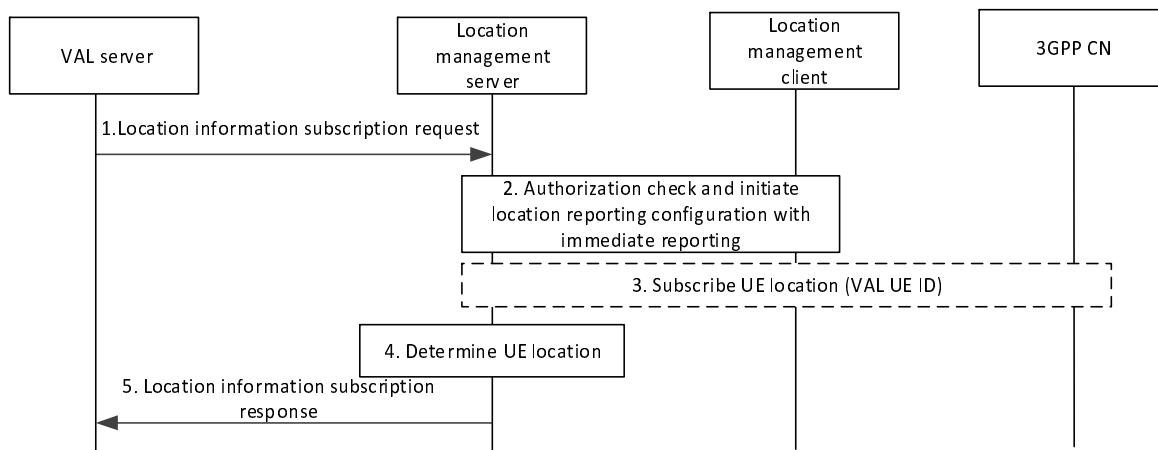 VAL server
Location
management
server
Location
management
client
3GPP CN
1.Location information subscription request
2. Authorization check and initiate
location reporting configuration with
immediate reporting
3. Subscribe UE location (VAL UE ID)
4. Determine UE location
5. Location information subscription
response